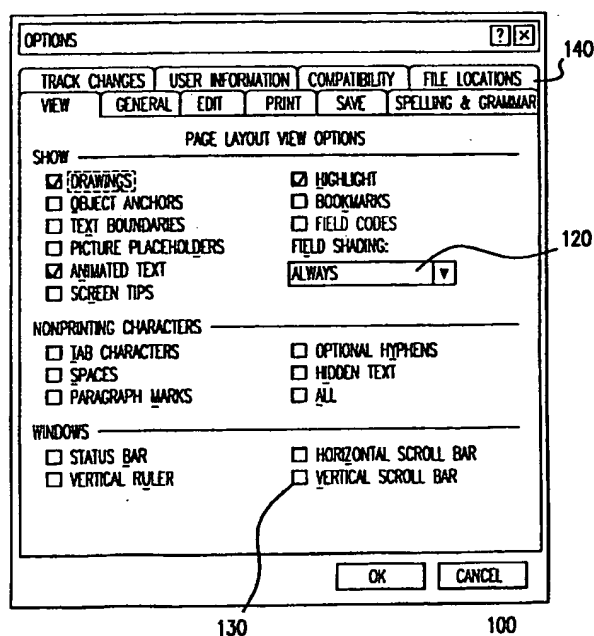 OPTIONS ? ×
140
TRACK CHANGES USER INFORMATION COMPATIBILITY FILE LOCATIONS
VIEW GENERAL EDIT PRINT SAVE SPELLING & GRAMMAR
PAGE LAYOUT VIEW OPTIONS
SHOW
DRAWINGS HIGHLIGHT
OBJECT ANCHORS BOOKMARKS
TEXT BOUNDARIES FIELD CODES
PICTURE PLACEHOLDERS FIELD SHADING:
120
ANIMATED TEXT ALWAYS
SCREEN TIPS
NONPRINTING CHARACTERS
TAB CHARACTERS OPTIONAL HYPHENS
SPACES HIDDEN TEXT
PARAGRAPH MARKS ALL
WINDOWS
STATUS BAR HORIZONTAL SCROLL BAR
VERTICAL RULER VERTICAL SCROLL BAR
OK CANCEL
130 100